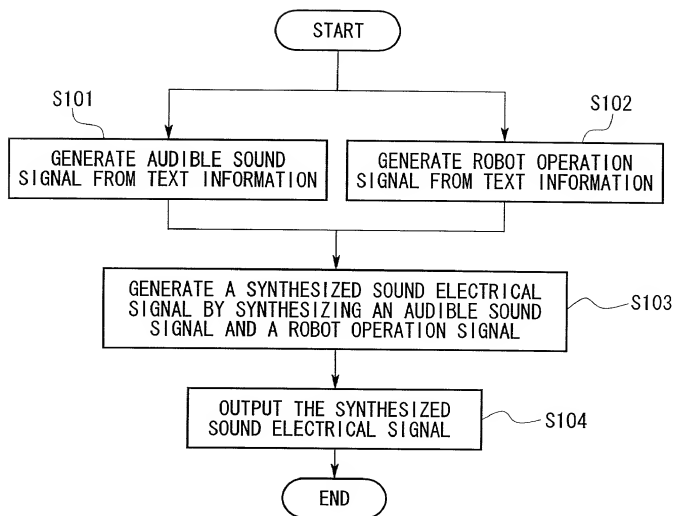 START
S101
S102
GENERATE AUDIBLE SOUND
SIGNAL FROM TEXT INFORMATION
GENERATE ROBOT OPERATION
SIGNAL FROM TEXT INFORMATION
GENERATE A SYNTHESIZED SOUND ELECTRICAL
SIGNAL BY SYNTHESIZING AN AUDIBLE SOUND
SIGNAL AND A ROBOT OPERATION SIGNAL
S103
OUTPUT THE SYNTHESIZED
SOUND ELECTRICAL SIGNAL
S104
END